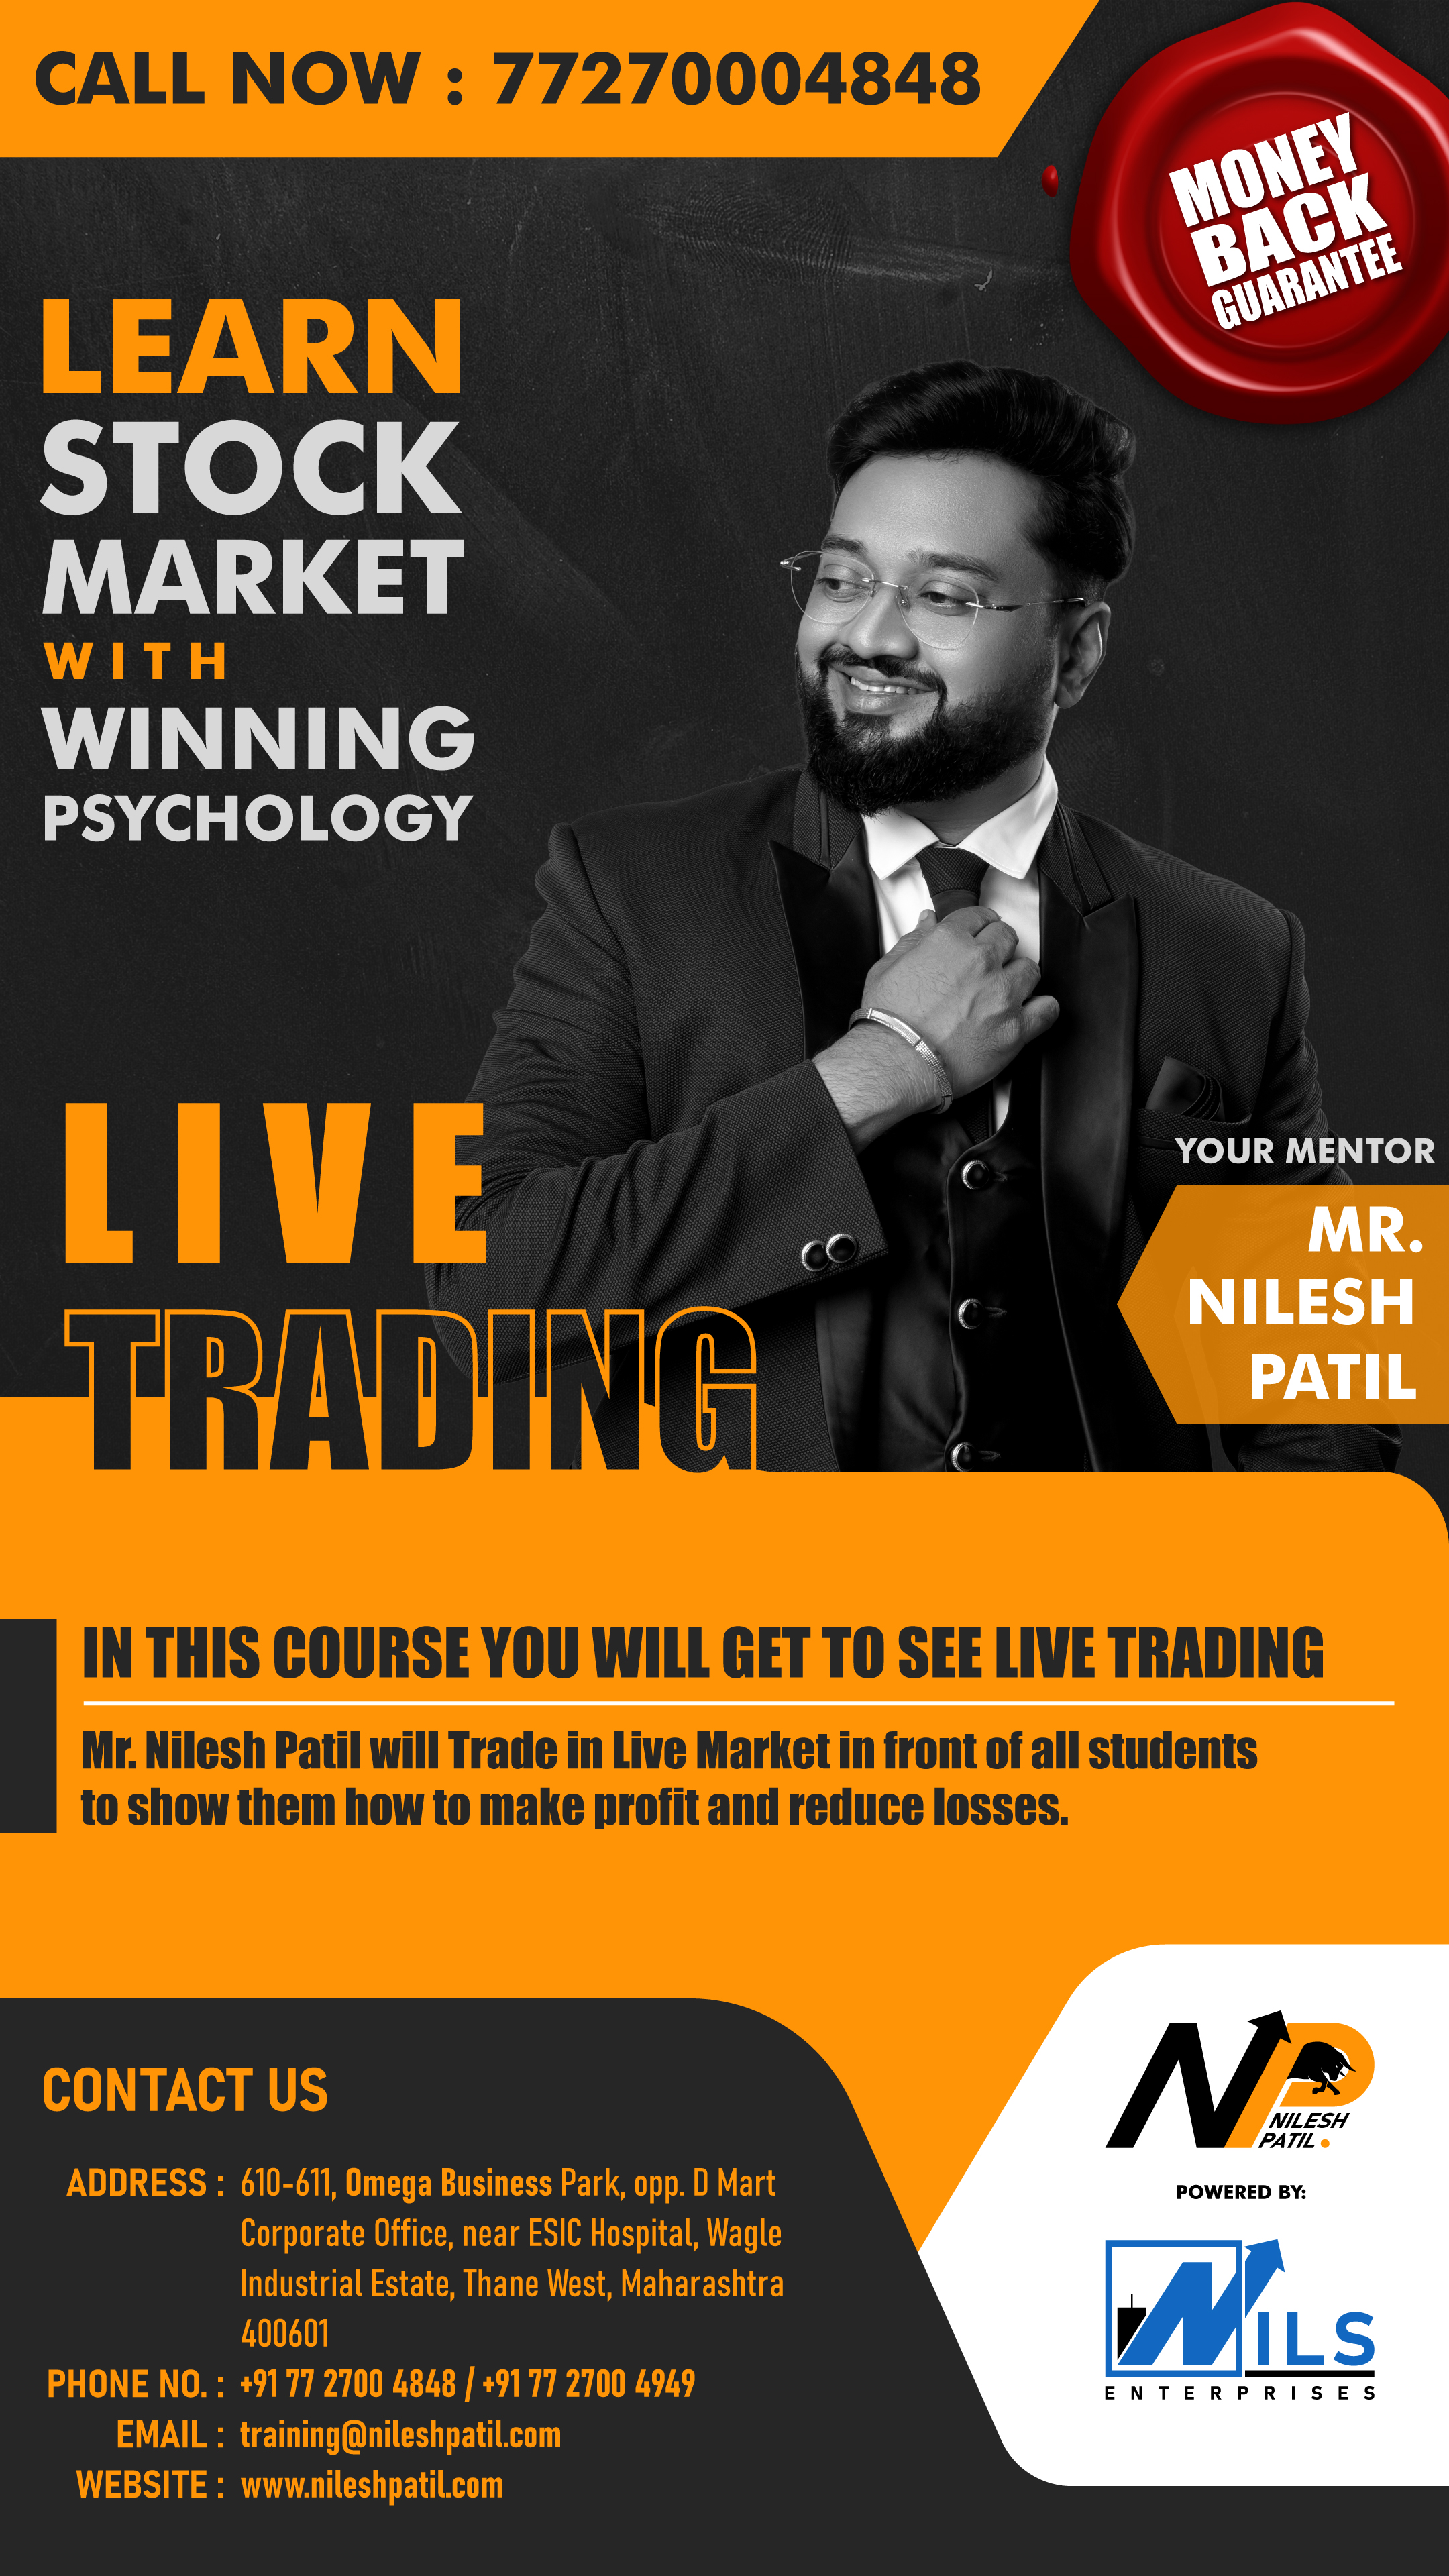 CALL NOW : 77270004848
MONEY
BACK
GUARANTEE
LEARN
STOCK
MARKET
WITH
WINNING
PSYCHOLOGY
LIVE
TRADING
YOUR MENTOR
MR.
NILESH
PATIL
IN THIS COURSE YOU WILL GET TO SEE LIVE TRADING
Mr. Nilesh Patil will Trade in Live Market in front of all students
to show them how to make profit and reduce losses.
CONTACT US
ADDRESS : 610-611, Omega Business Park, opp. D Mart
Corporate Office, near ESIC Hospital, Wagle
Industrial Estate, Thane West, Maharashtra
400601
PHONE NO. : +91 77 2700 4848 / +91 77 2700 4949
EMAIL : training@nileshpatil.com
WEBSITE : www.nileshpatil.com
NP
NILESH
PATIL
POWERED BY:
NILS
ENTERPRISES